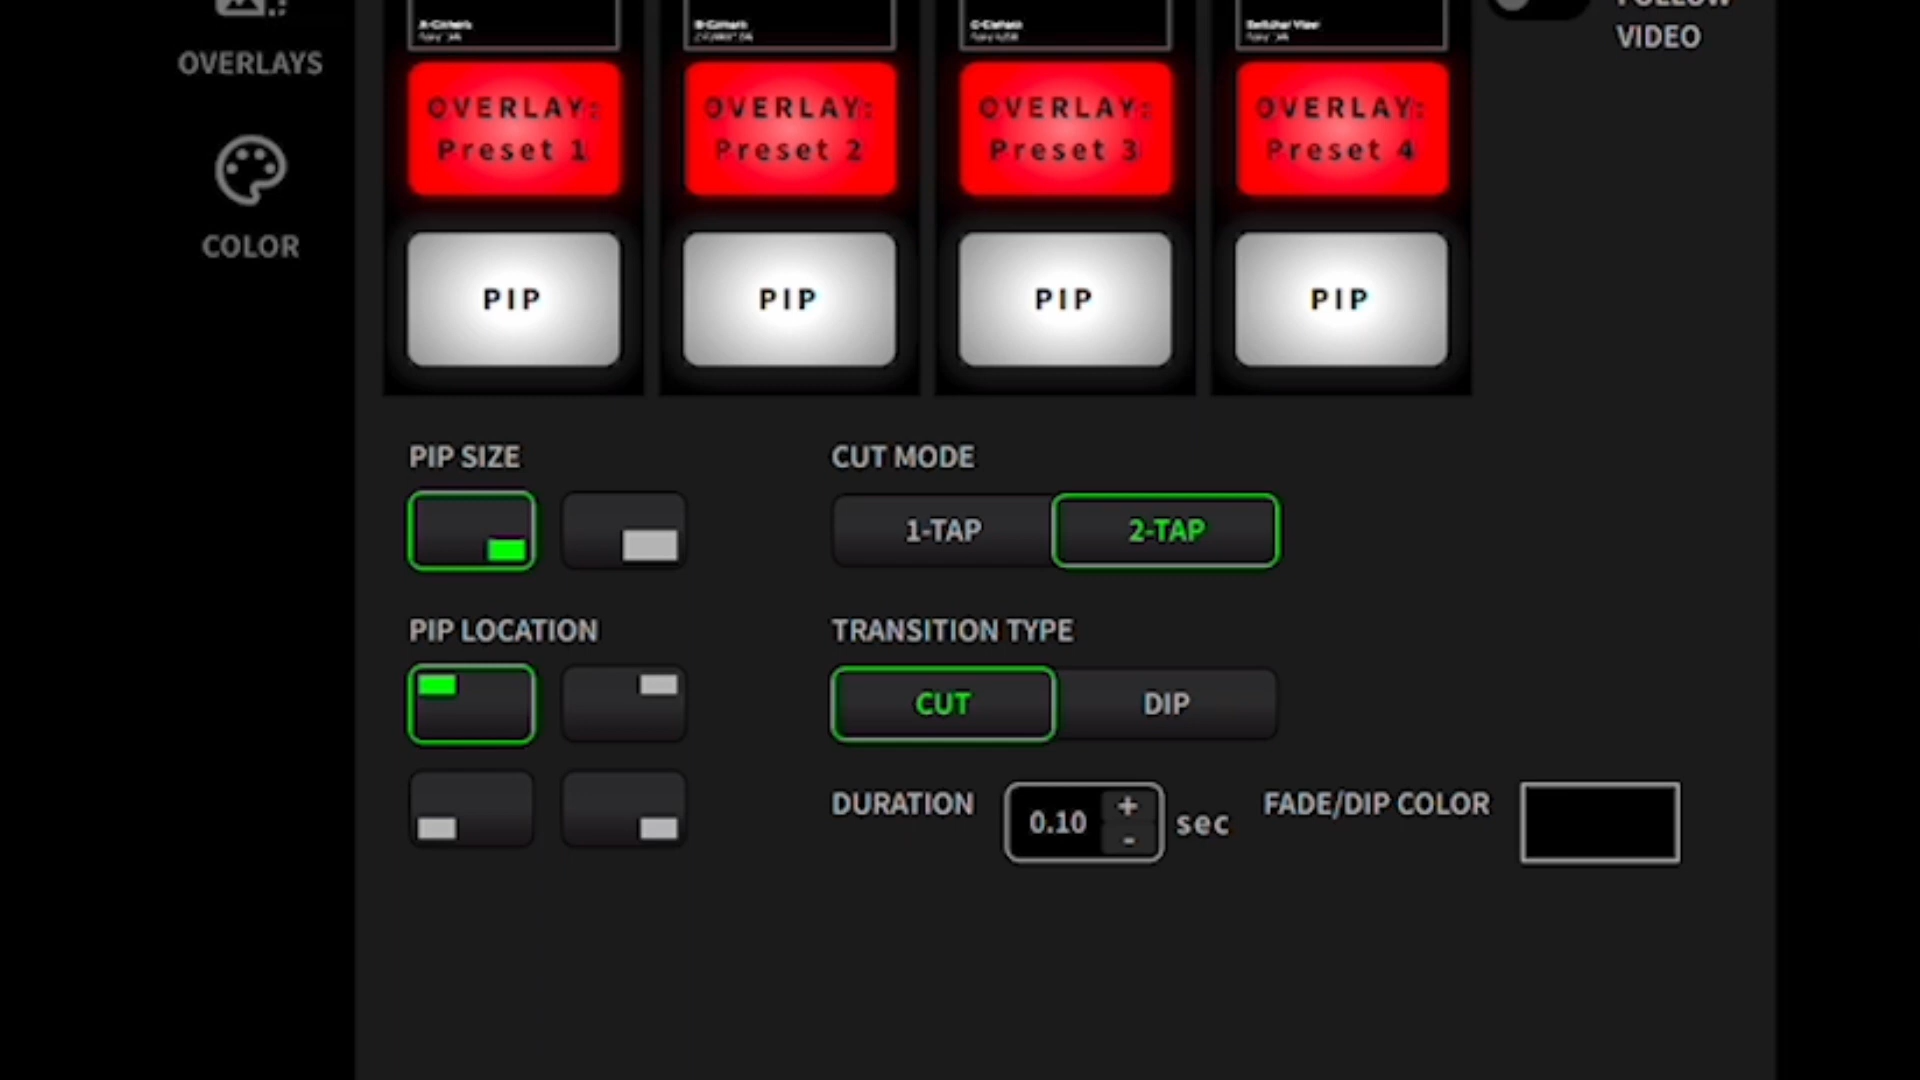 FOLLOW
VIDEO
OVERLAYS
COLOR
OVERLAY:
Preset 1
OVERLAY:
Preset 2
OVERLAY:
Preset 3
OVERLAY:
Preset 4
PIP
PIP
PIP
PIP
PIP SIZE
CUT MODE
1-TAP
2-TAP
PIP LOCATION
TRANSITION TYPE
CUT
DIP
DURATION
0.10
+
-
sec
FADE/DIP COLOR